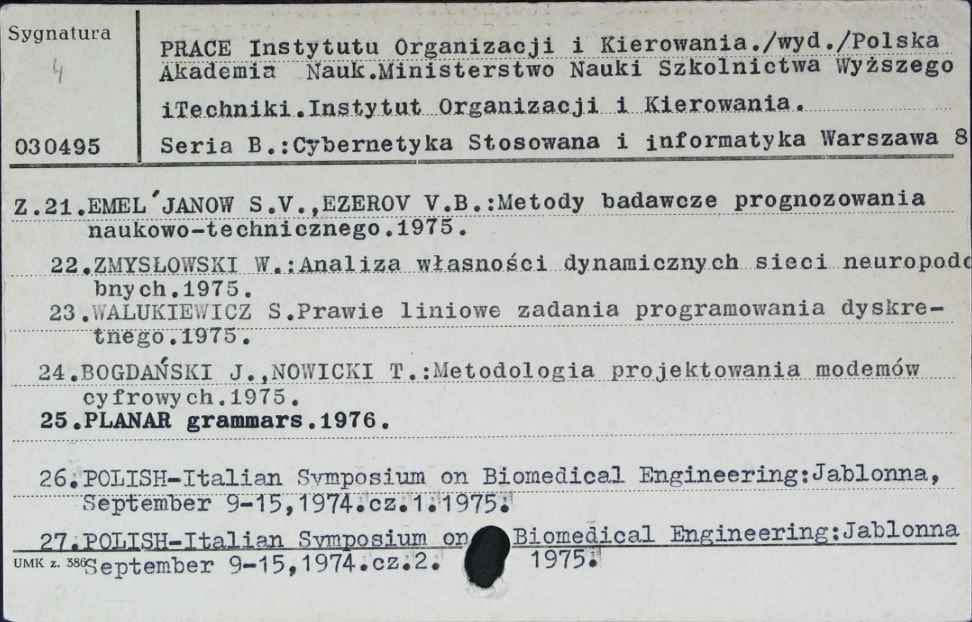 Sygnatura
4
030495
PRACE Instytutu Organizacji i Kierowania./wyd./Polska
Akademia Nauk.Ministerstwo Nauki Szkolnictwa Wyższego
iTechniki.Instytut Organizacji i Kierowania.
Seria B.:Cybernetyka Stosowana i informatyka Warszawa 8
Z.21.EMEL´JANOW S.V.,EZEROV V.B.:Metody badawcze prognozowania
naukowo-technicznego.1975.
22.ZMYSŁOWSKI W.:Analiza własności dynamicznych sieci neuropodo
bnych.1975.
23.WALUKIEWICZ S.Prawie liniowe zadania programowania dyskre-
tnego.1975.
24.BOGDAŃSKI J.,NOWICKI T.:Metodologia projektowania modemów
cyfrowych.1975.
25.PLANAR grammars.1976.
26.POLISH-Italian Symposium on Biomedical Engineering:Jablonna,
September 9-15,1974.cz.1.1975.
27.POLISH-Italian Symposium on Biomedical Engineering:Jablonna
UMK z. 386 September 9-15,1974.cz.2. 1975.